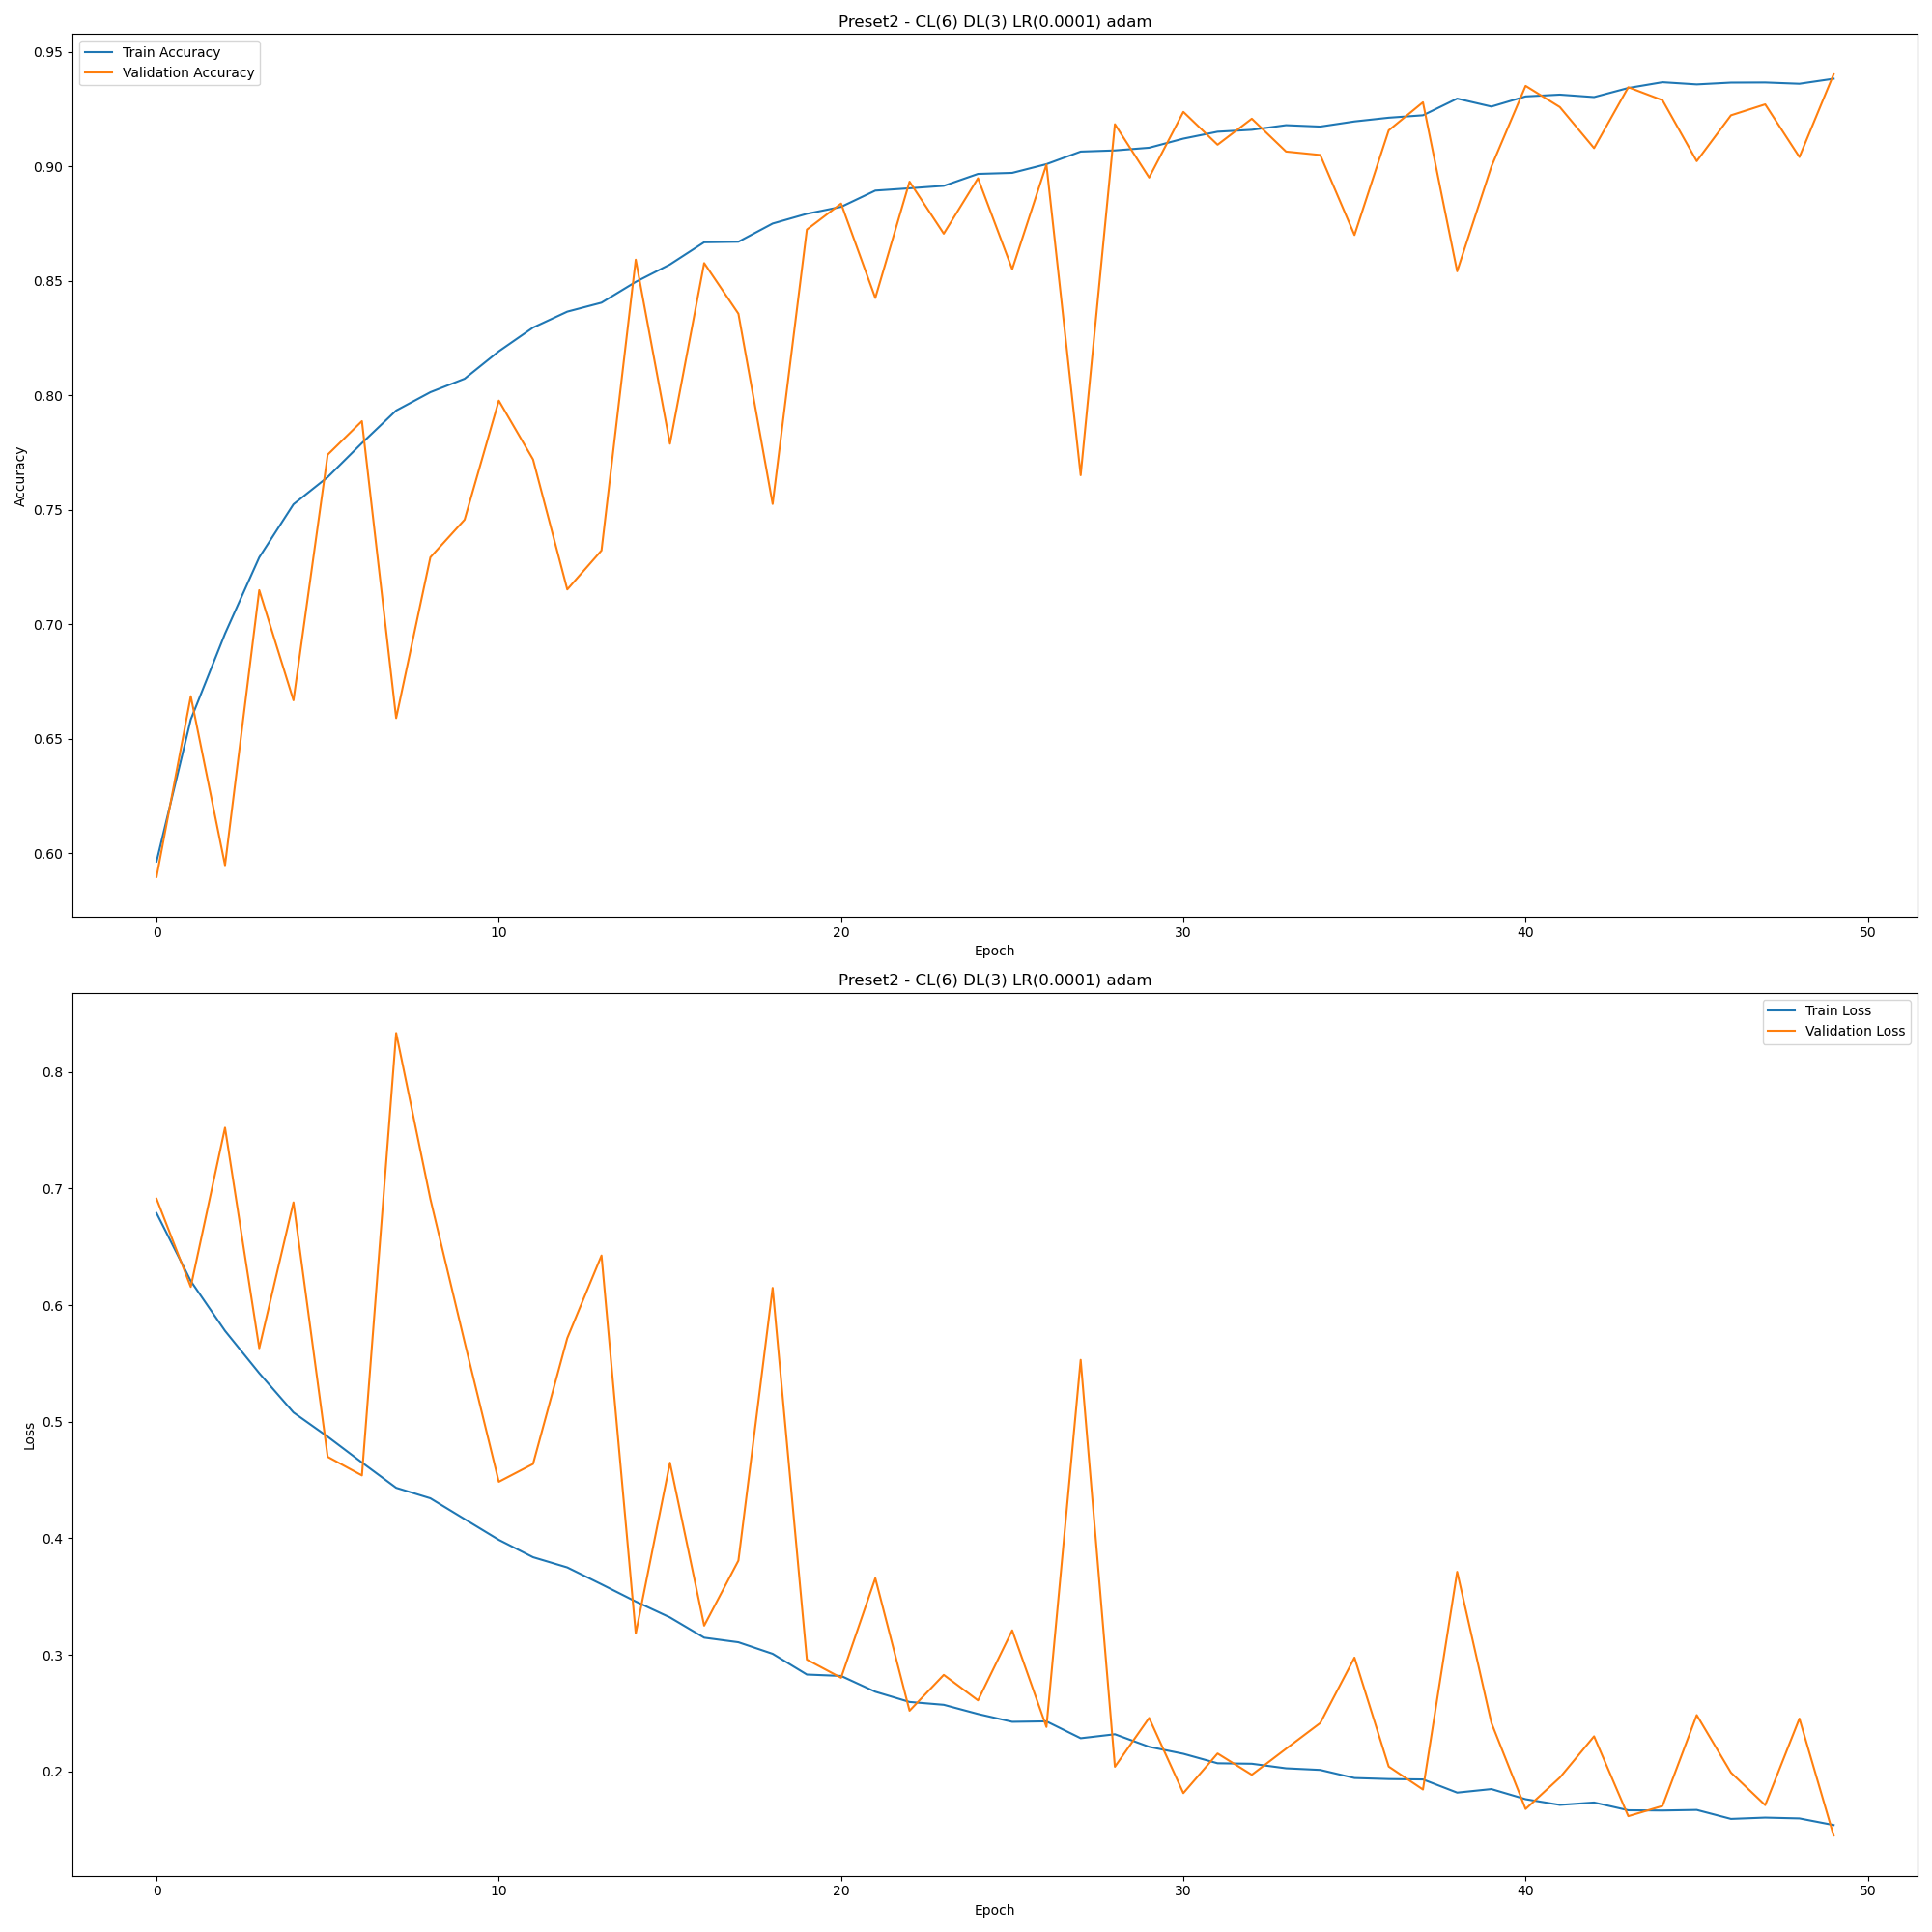 Preset2 - CL(6) DL(3) LR(0.0001) adam
Train Accuracy
Validation Accuracy
0.95
0.90
0.85
0.80
0.75
0.70
0.65
0.60
Accuracy
0 10 20 30 40 50
Epoch
Preset2 - CL(6) DL(3) LR(0.0001) adam
Train Loss
Validation Loss
0.8
0.7
0.6
0.5
0.4
0.3
0.2
Loss
0 10 20 30 40 50
Epoch